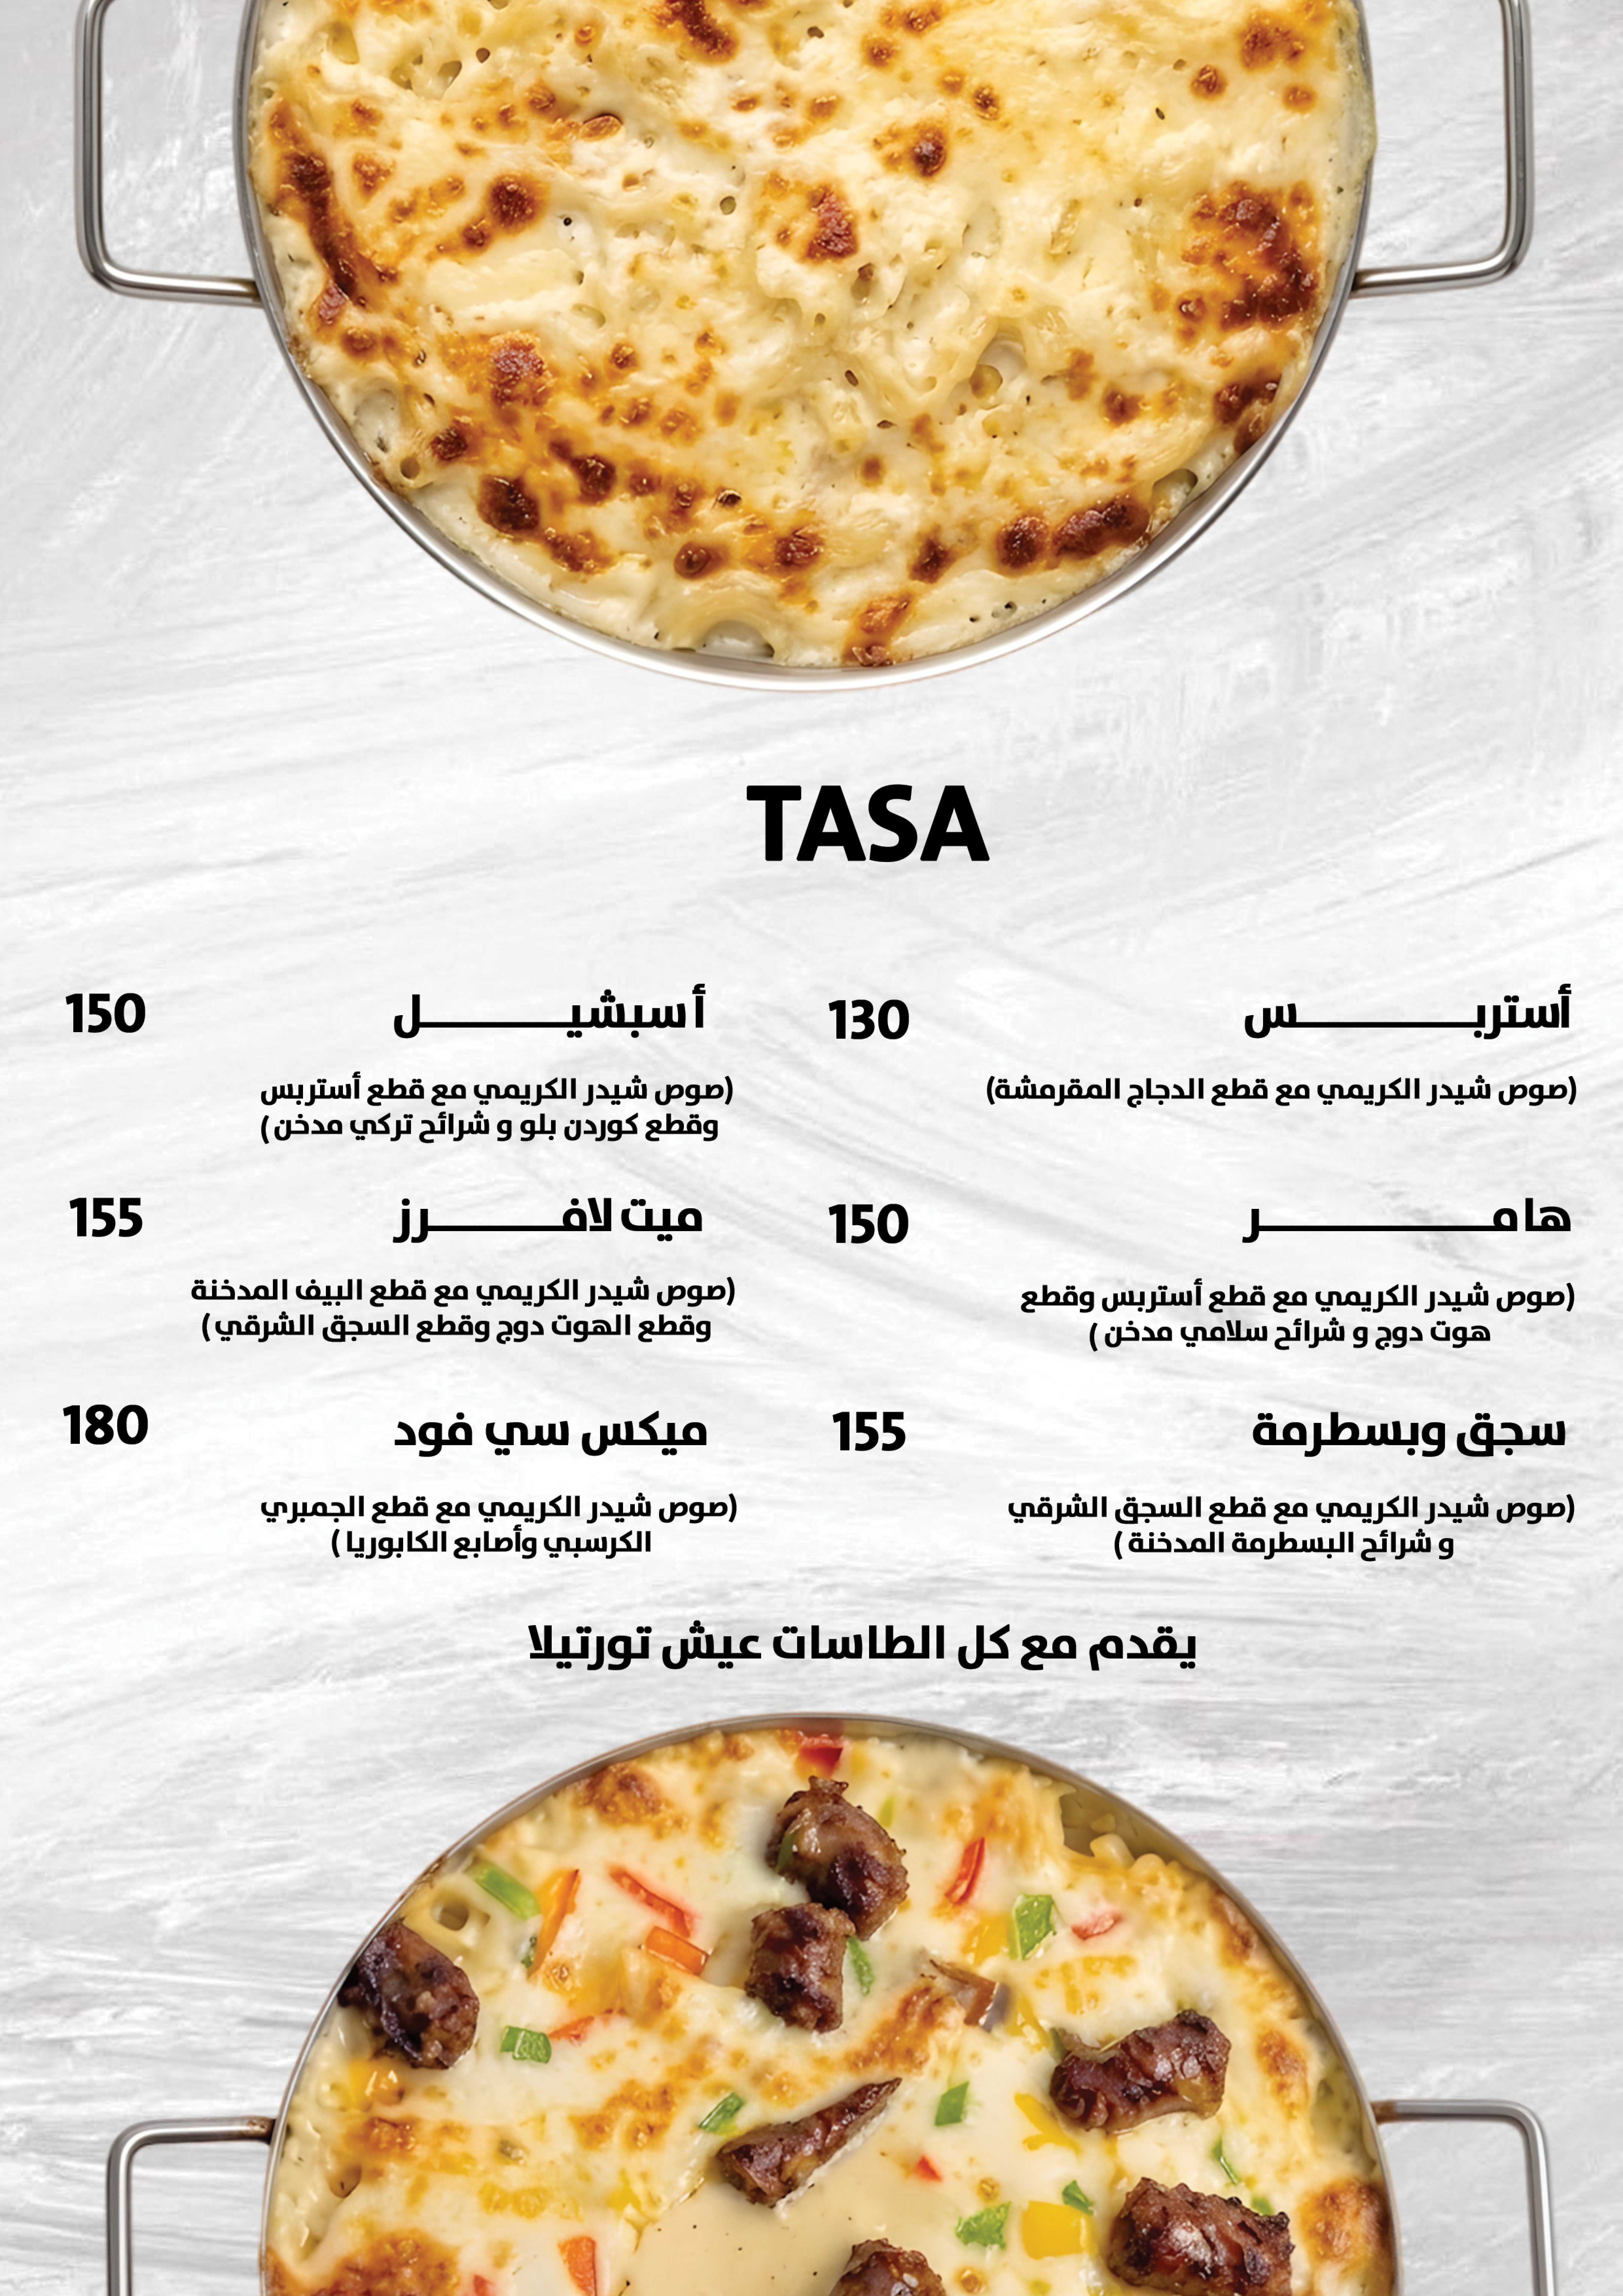 TASA
أستربس
130
(صوص شيدر الكريمي مع قطع الدجاج المقرمشة)
هامر
150
(صوص شيدر الكريمي مع قطع أستربس وقطع
هوت دوج و شرائح سلامي مدخن )
سجق وبسطرمة
155
(صوص شيدر الكريمي مع قطع السجق الشرقي
و شرائح البسطرمة المدخنة )
أسبشيل
150
(صوص شيدر الكريمي مع قطع أستربس
وقطع كوردن بلو و شرائح تركي مدخن )
ميت لافرز
155
(صوص شيدر الكريمي مع قطع البيف المدخنة
وقطع الهوت دوج وقطع السجق الشرقي )
ميكس سي فود
180
(صوص شيدر الكريمي مع قطع الجمبري
الكرسبي وأصابع الكابوريا )
يقدم مع كل الطاسات عيش تورتيلا